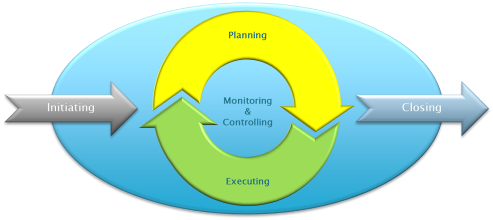 Planning
Initiating
Monitoring
&
Controlling
Closing
Executing